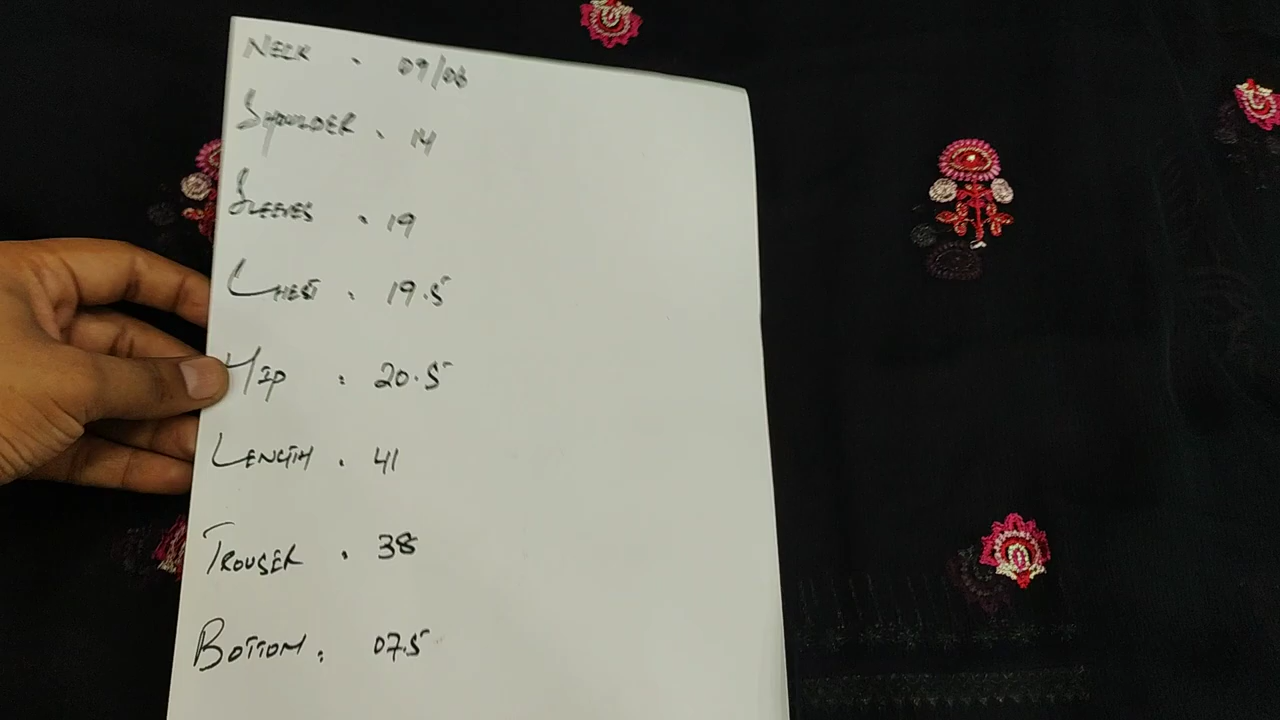 NECK : 09/06
SHOULDER : 14
SLEEVES : 19
CHEST : 19.5
HIP : 20.5
LENGTH : 41
TROUSER : 38
BOTTOM : 07.5